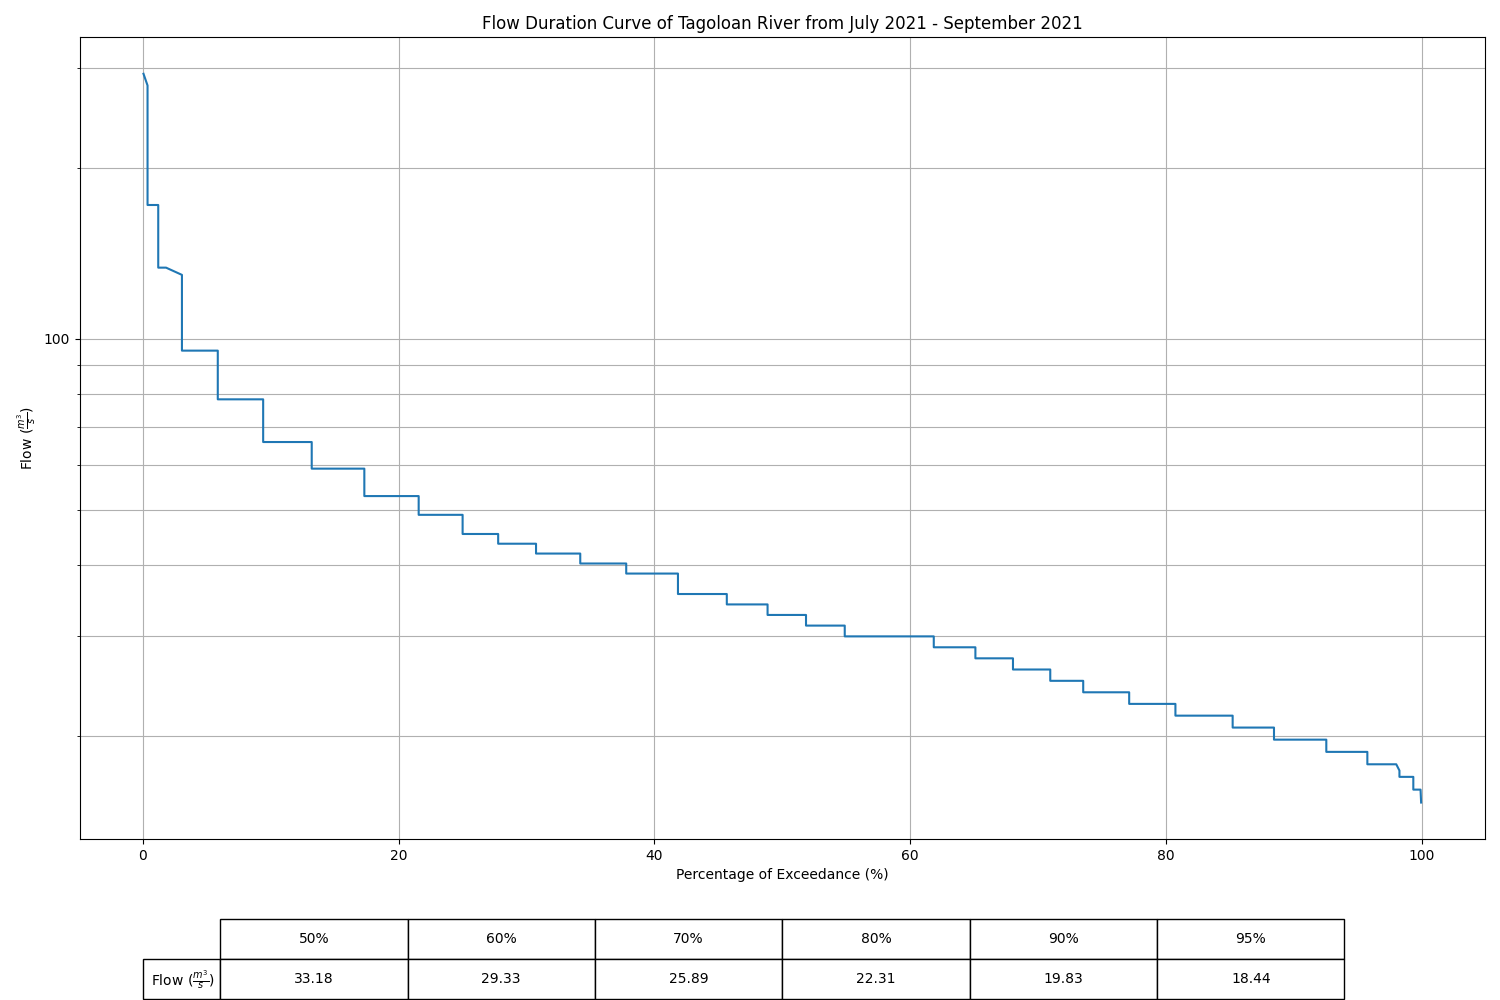 Flow Duration Curve of Tagoloan River from July 2021 - September 2021
100
Flow (m³/s)
0 20 40 60 80 100
Percentage of Exceedance (%)
50% 60% 70% 80% 90% 95%
Flow (m³/s) 33.18 29.33 25.89 22.31 19.83 18.44